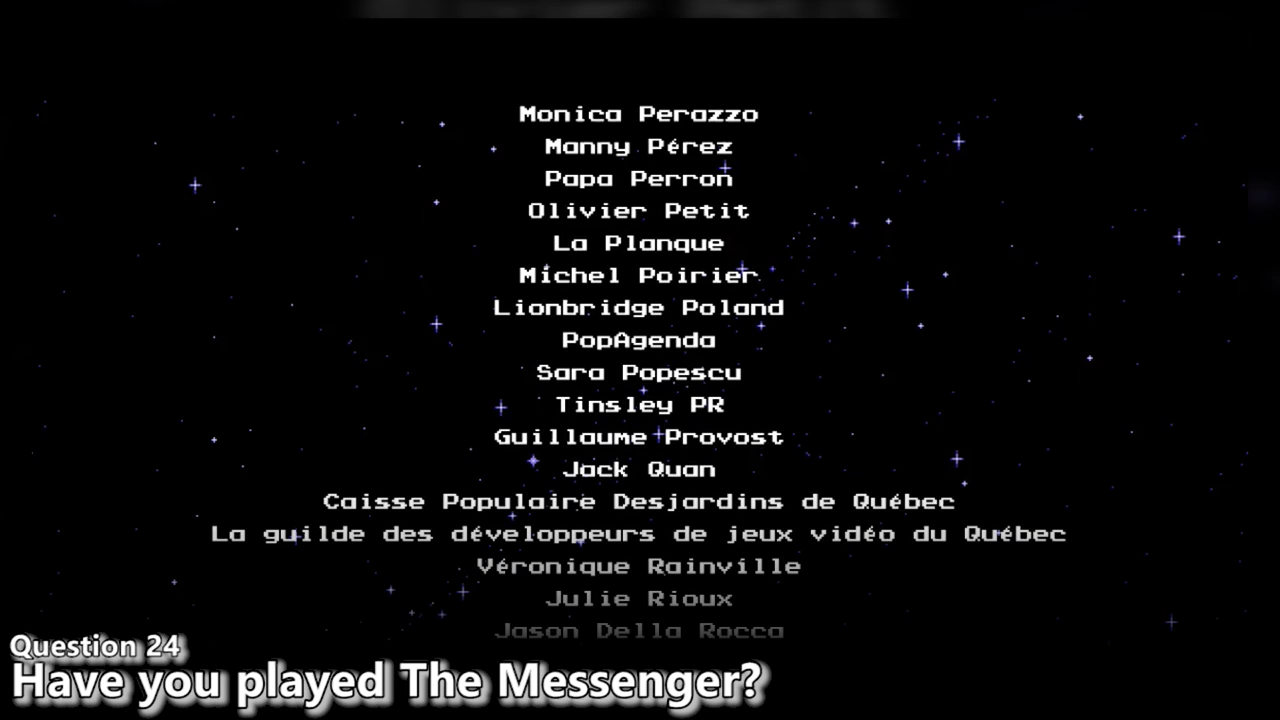 Monica Perazzo
Manny Pérez
Papa Perron
Olivier Petit
La Planque
Michel Poirier
Lionbridge Poland
PopAgenda
Sara Popescu
Tinsley PR
Guillaume Provost
Jack Quan
Caisse Populaire Desjardins de Québec
La guilde des développeurs de jeux vidéo du Québec
Véronique Rainville
Julie Rioux
Jason Della Rocca
Question 24
Have you played The Messenger?